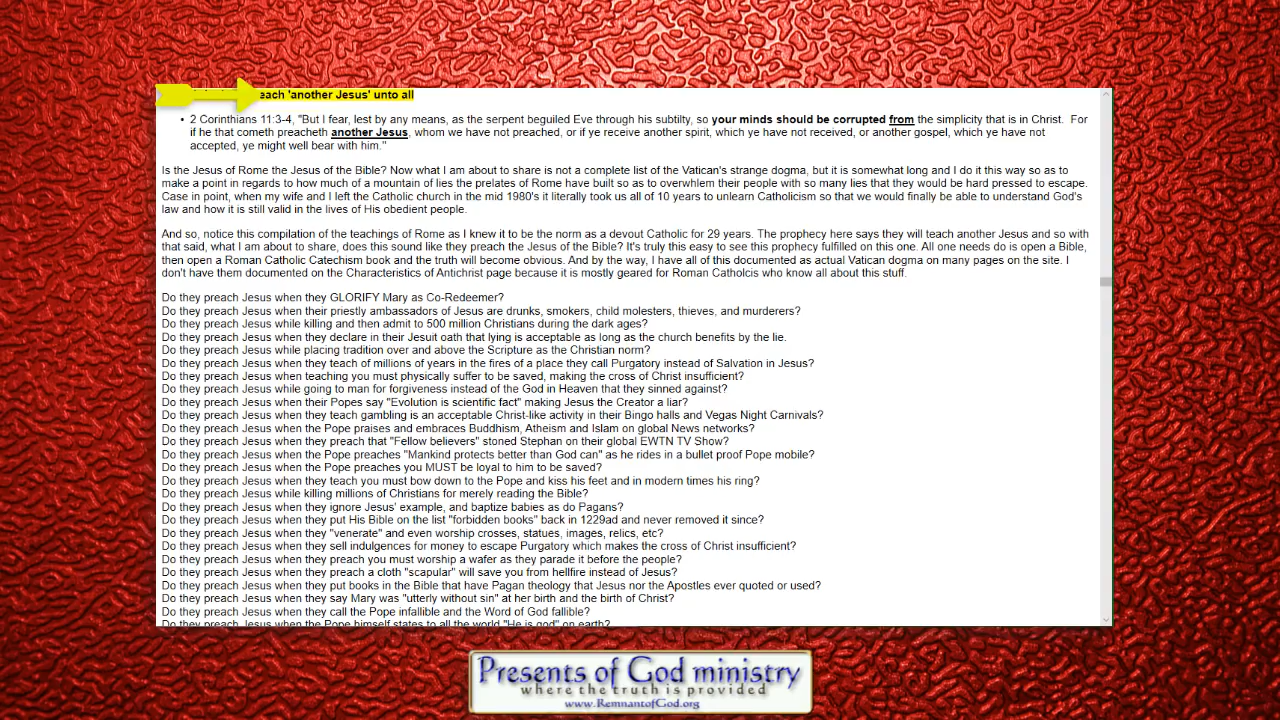 each 'another Jesus' unto all
• 2 Corinthians 11:3-4, "But I fear, lest by any means, as the serpent beguiled Eve through his subtilty, so your minds should be corrupted from the simplicity that is in Christ. For
if he that cometh preacheth another Jesus, whom we have not preached, or if ye receive another spirit, which ye have not received, or another gospel, which ye have not
accepted, ye might well bear with him."
Is the Jesus of Rome the Jesus of the Bible? Now what I am about to share is not a complete list of the Vatican's strange dogma, but it is somewhat long and I do it this way so as to
make a point in regards to how much of a mountain of lies the prelates of Rome have built so as to overwhlem their people with so many lies that they would be hard pressed to escape.
Case in point, when my wife and I left the Catholic church in the mid 1980's it literally took us all of 10 years to unlearn Catholicism so that we would finally be able to understand God's
law and how it is still valid in the lives of His obedient people.
And so, notice this compilation of the teachings of Rome as I knew it to be the norm as a devout Catholic for 29 years. The prophecy here says they will teach another Jesus and so with
that said, what I am about to share, does this sound like they preach the Jesus of the Bible? It's truly this easy to see this prophecy fulfilled on this one. All one needs do is open a Bible,
then open a Roman Catholic Catechism book and the truth will become obvious. And by the way, I have all of this documented as actual Vatican dogma on many pages on the site. I
don't have them documented on the Characteristics of Antichrist page because it is mostly geared for Roman Catholcis who know all about this stuff.
Do they preach Jesus when they GLORIFY Mary as Co-Redeemer?
Do they preach Jesus when their priestly ambassadors of Jesus are drunks, smokers, child molesters, thieves, and murderers?
Do they preach Jesus while killing and then admit to 500 million Christians during the dark ages?
Do they preach Jesus when they declare in their Jesuit oath that lying is acceptable as long as the church benefits by the lie.
Do they preach Jesus while placing tradition over and above the Scripture as the Christian norm?
Do they preach Jesus when they teach of millions of years in the fires of a place they call Purgatory instead of Salvation in Jesus?
Do they preach Jesus when teaching you must physically suffer to be saved, making the cross of Christ insufficient?
Do they preach Jesus while going to man for forgiveness instead of the God in Heaven that they sinned against?
Do they preach Jesus when their Popes say "Evolution is scientific fact" making Jesus the Creator a liar?
Do they preach Jesus when they teach gambling is an acceptable Christ-like activity in their Bingo halls and Vegas Night Carnivals?
Do they preach Jesus when the Pope praises and embraces Buddhism, Atheism and Islam on global News networks?
Do they preach Jesus when they preach that "Fellow believers" stoned Stephan on their global EWTN TV Show?
Do they preach Jesus when the Pope preaches "Mankind protects better than God can" as he rides in a bullet proof Pope mobile?
Do they preach Jesus when the Pope preaches you MUST be loyal to him to be saved?
Do they preach Jesus when they teach you must bow down to the Pope and kiss his feet and in modern times his ring?
Do they preach Jesus while killing millions of Christians for merely reading the Bible?
Do they preach Jesus when they ignore Jesus' example, and baptize babies as do Pagans?
Do they preach Jesus when they put His Bible on the list "forbidden books" back in 1229ad and never removed it since?
Do they preach Jesus when they "venerate" and even worship crosses, statues, images, relics, etc?
Do they preach Jesus when they sell indulgences for money to escape Purgatory which makes the cross of Christ insufficient?
Do they preach Jesus when they preach you must worship a wafer as they parade it before the people?
Do they preach Jesus when they preach a cloth "scapular" will save you from hellfire instead of Jesus?
Do they preach Jesus when they put books in the Bible that have Pagan theology that Jesus nor the Apostles ever quoted or used?
Do they preach Jesus when they say Mary was "utterly without sin" at her birth and the birth of Christ?
Do they preach Jesus when they call the Pope infallible and the Word of God fallible?
Do they preach Jesus when the Pope himself states to all the world "He is god" on earth?
Presents of God ministry
where the truth is provided
www.RemnantofGod.org